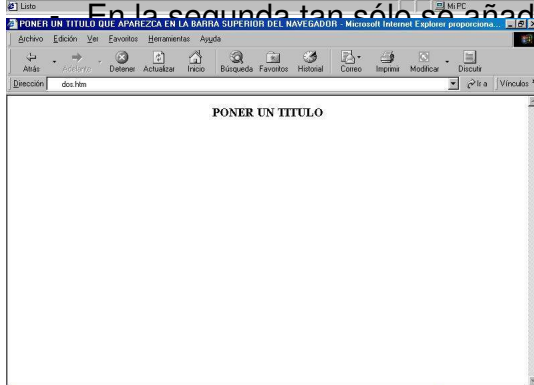 Listo Mi PC
- En la segunda tan sólo se añad
PONER UN TITULO QUE APAREZCA EN LA BARRA SUPERIOR DEL NAVEGADOR - Microsoft Internet Explorer proporciona...
Archivo Edición Ver Favoritos Herramientas Ayuda
Atrás Adelante Detener Actualizar Inicio Búsqueda Favoritos Historial Correo Imprimir Modificar Discutir
Dirección dos.htm Ir a Vínculos »
PONER UN TITULO